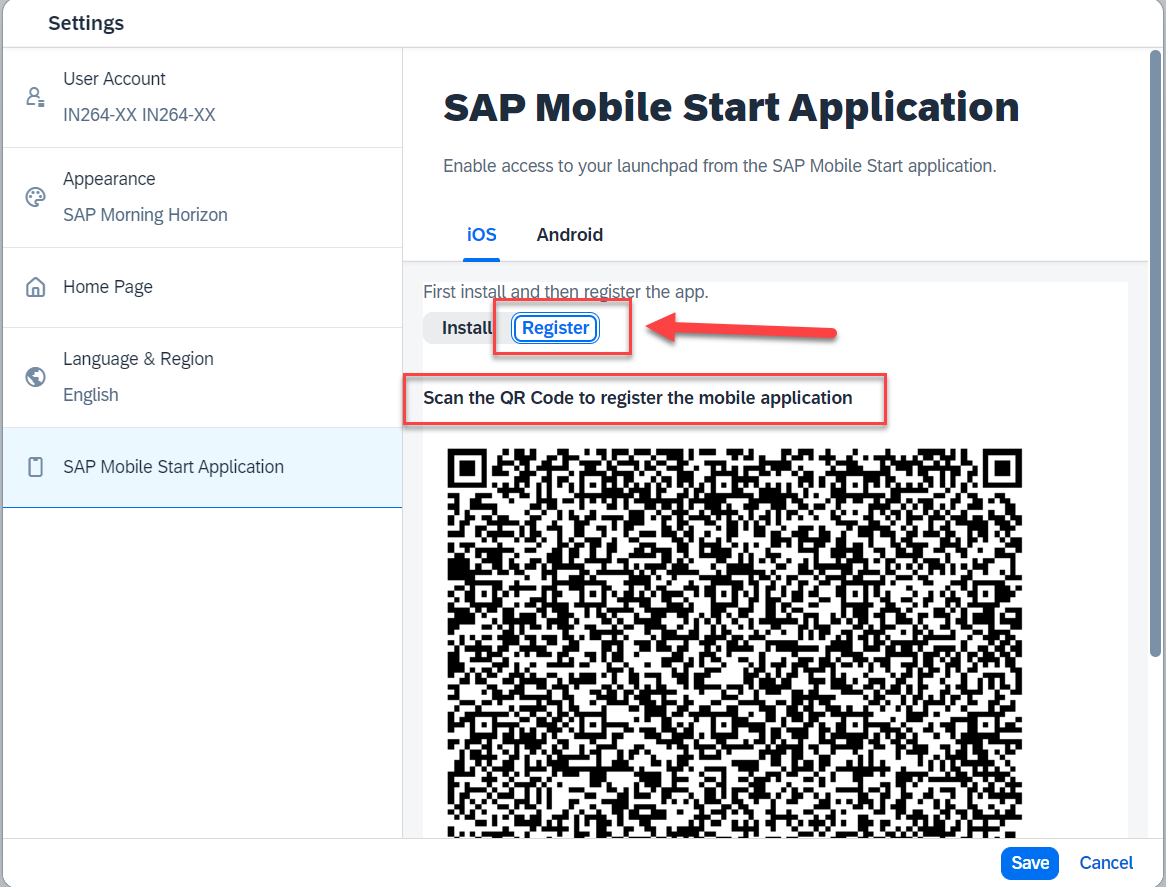 Settings
User Account
IN264-XX IN264-XX
Appearance
SAP Morning Horizon
Home Page
Language & Region
English
SAP Mobile Start Application
SAP Mobile Start Application
Enable access to your launchpad from the SAP Mobile Start application.
iOS Android
First install and then register the app.
Install Register
Scan the QR Code to register the mobile application
Save Cancel